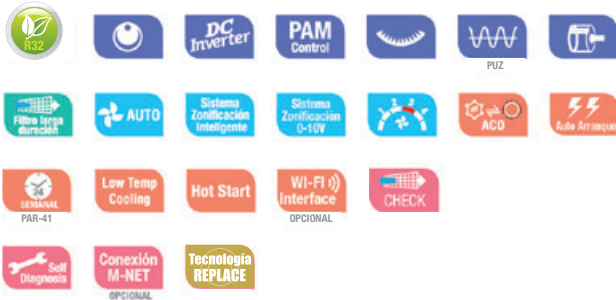 R32
DC
Inverter
PAM
Control
PUZ
Filtro larga
duración
AUTO
Sistema
Zonificación
Inteligente
Sistema
Zonificación
0-10V
ACO
Auto Arranque
24
SEMANAL
PAR-41
Low Temp
Cooling
Hot Start
WI-FI
Interface
OPCIONAL
CHECK
Self
Diagnosis
Conexión
M-NET
OPCIONAL
Tecnología
REPLACE